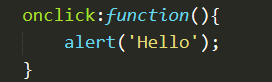 onclick:function(){
    alert('Hello');
}